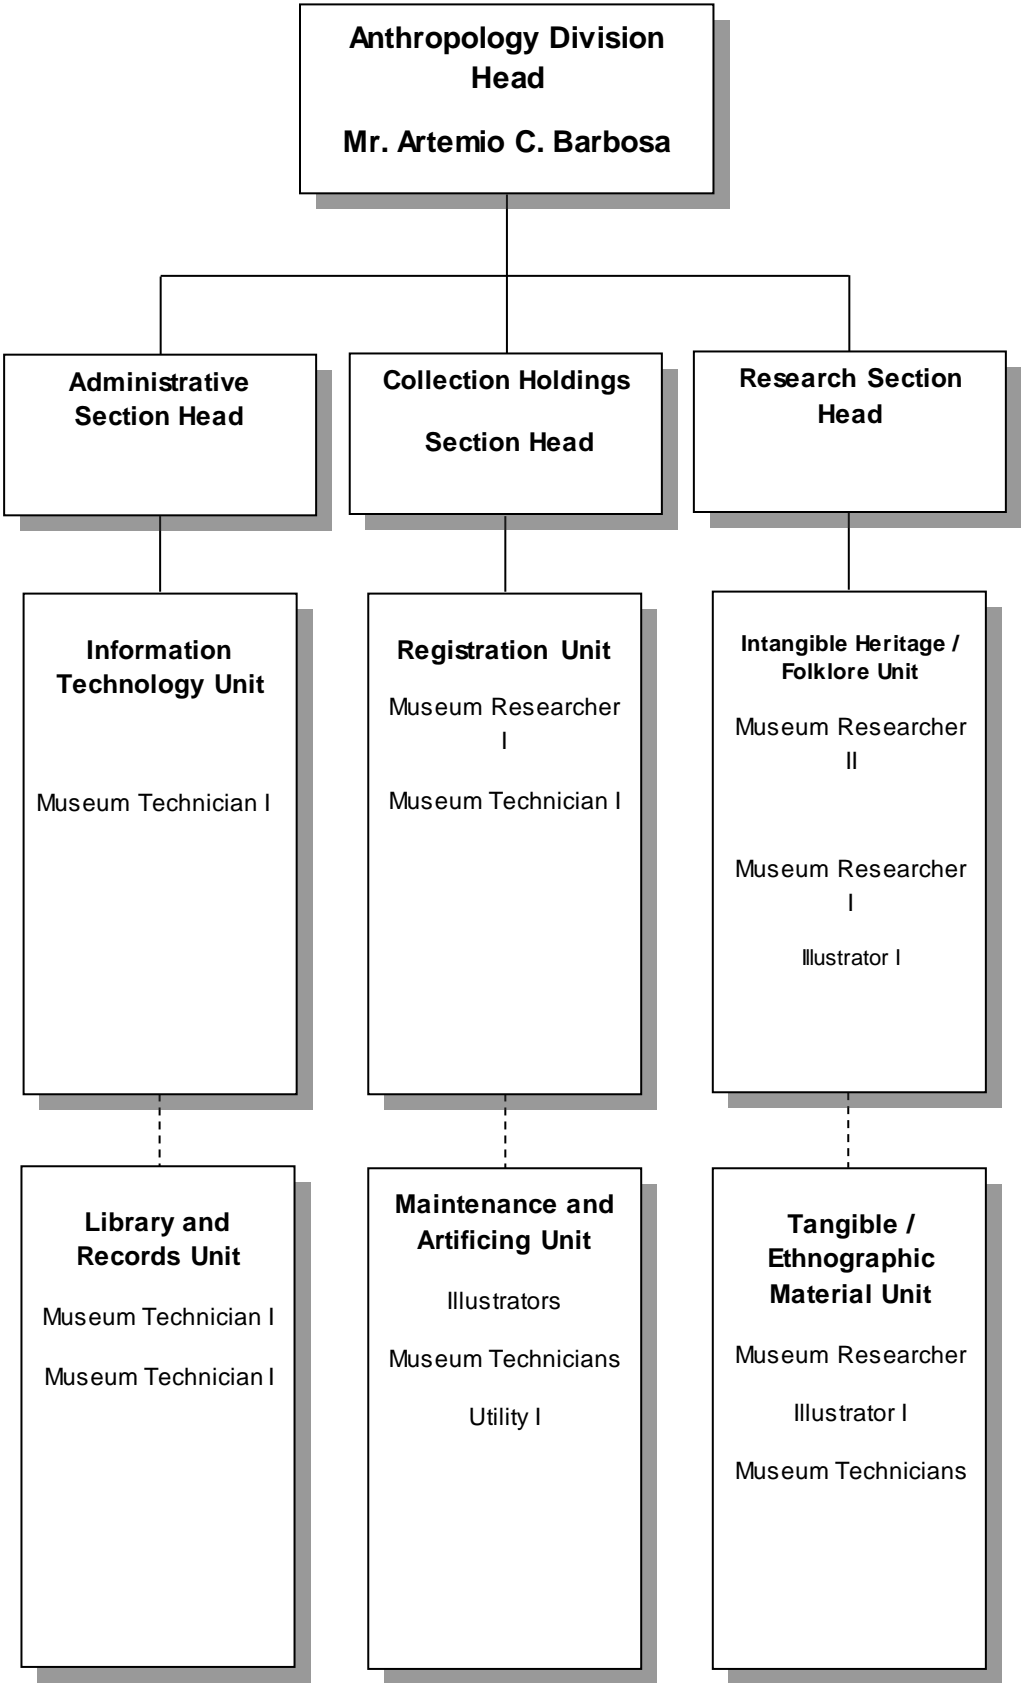 Anthropology Division
Head
Mr. Artemio C. Barbosa
Administrative
Section Head
Collection Holdings
Section Head
Research Section
Head
Information
Technology Unit
Museum Technician I
Registration Unit
Museum Researcher
I
Museum Technician I
Intangible Heritage /
Folklore Unit
Museum Researcher
II
Museum Researcher
I
Illustrator I
Library and
Records Unit
Museum Technician I
Museum Technician I
Maintenance and
Artificing Unit
Illustrators
Museum Technicians
Utility I
Tangible /
Ethnographic
Material Unit
Museum Researcher
Illustrator I
Museum Technicians